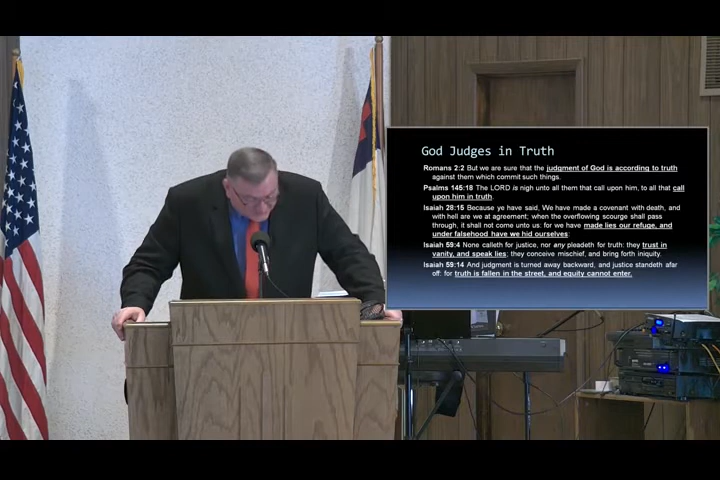 God Judges in Truth
Romans 2:2 But we are sure that the judgment of God is according to truth
against them which commit such things.
Psalms 145:18 The LORD is nigh unto all them that call upon him, to all that call
upon him in truth.
Isaiah 28:15 Because ye have said, We have made a covenant with death, and
with hell are we at agreement; when the overflowing scourge shall pass
through, it shall not come unto us: for we have made lies our refuge, and
under falsehood have we hid ourselves:
Isaiah 59:4 None calleth for justice, nor any pleadeth for truth: they trust in
vanity, and speak lies; they conceive mischief, and bring forth iniquity.
Isaiah 59:14 And judgment is turned away backward, and justice standeth afar
off: for truth is fallen in the street, and equity cannot enter.